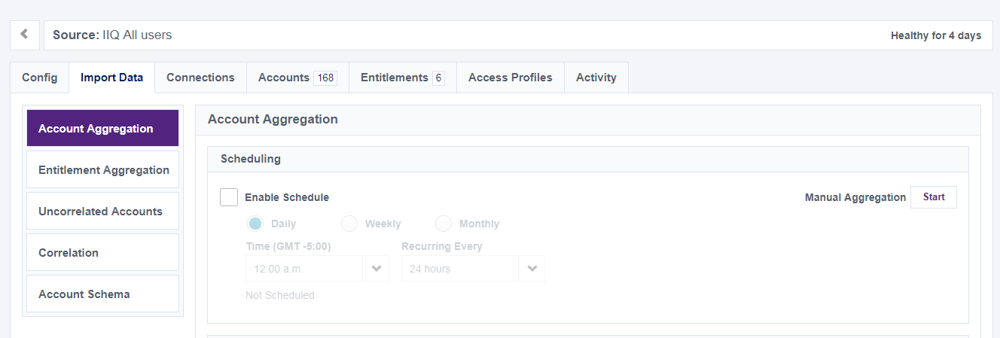 Source: IIQ All users
Healthy for 4 days
Config
Import Data
Connections
Accounts 168
Entitlements 6
Access Profiles
Activity
Account Aggregation
Entitlement Aggregation
Uncorrelated Accounts
Correlation
Account Schema
Account Aggregation
Scheduling
Enable Schedule
Manual Aggregation Start
Daily Weekly Monthly
Time (GMT -5:00) Recurring Every
12:00 a.m. 24 hours
Not Scheduled